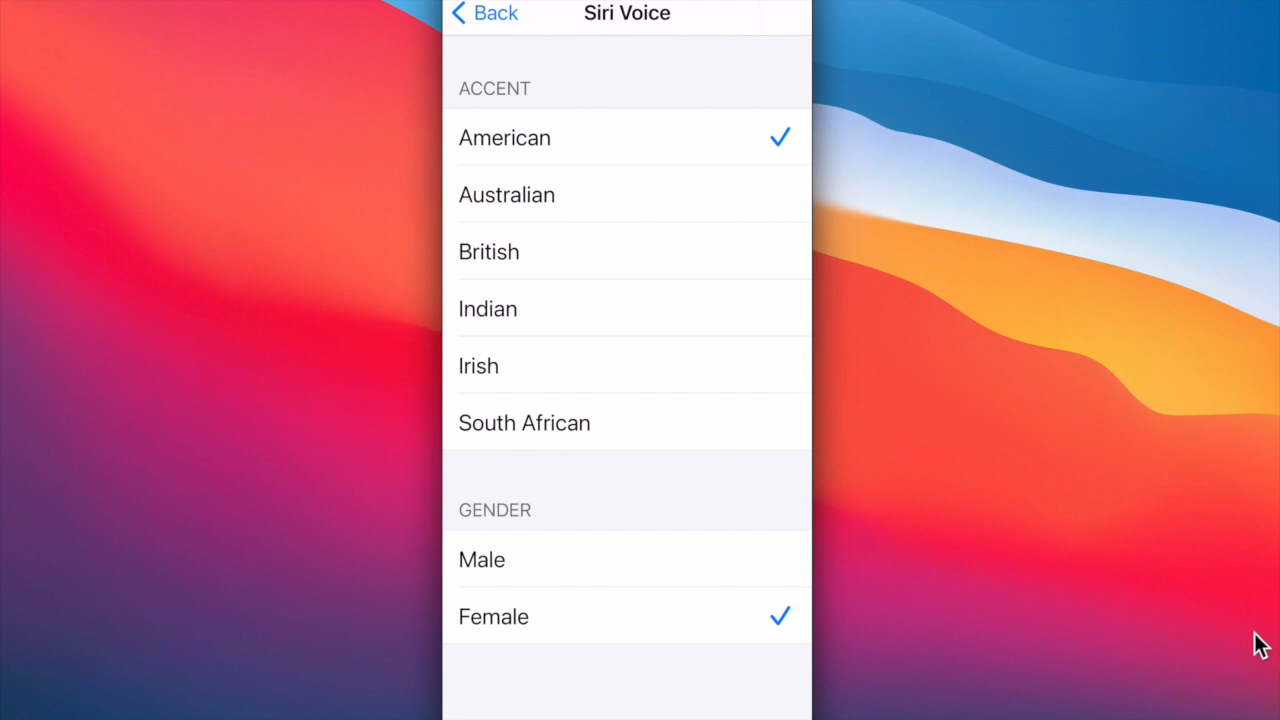 Back Siri Voice
ACCENT
American
Australian
British
Indian
Irish
South African
GENDER
Male
Female